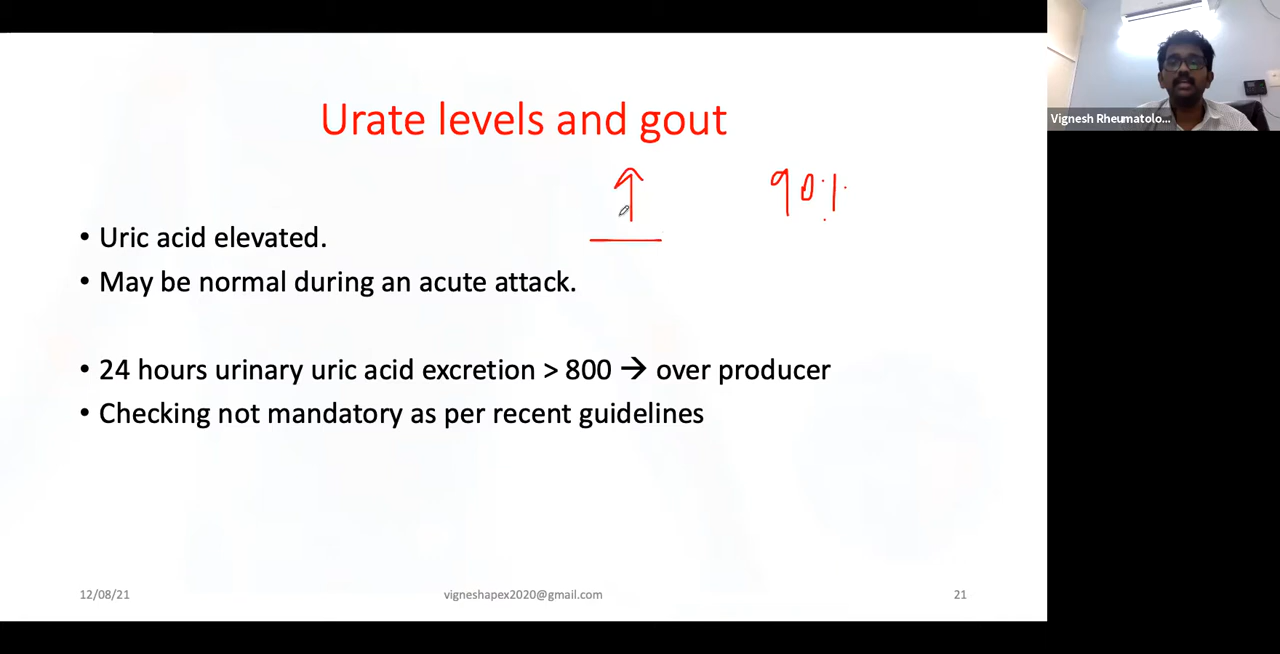 Urate levels and gout
↑ 90%
• Uric acid elevated.
• May be normal during an acute attack.
• 24 hours urinary uric acid excretion > 800 → over producer
• Checking not mandatory as per recent guidelines
12/08/21 vigneshapex2020@gmail.com 21
Vignesh Rheumatolo...